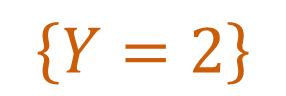 {Y = 2}